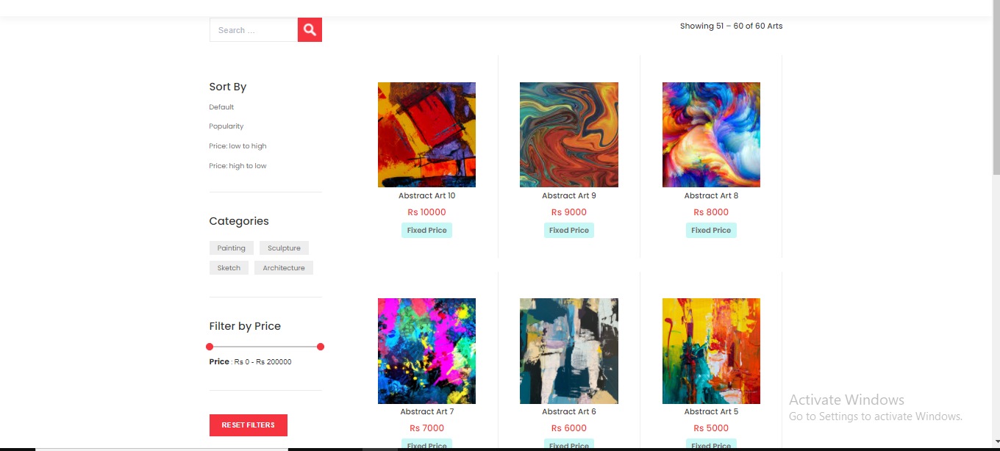 Search ...
Showing 51 – 60 of 60 Arts
Sort By
Default
Popularity
Price: low to high
Price: high to low
Categories
Painting Sculpture
Sketch Architecture
Filter by Price
Price : Rs 0 - Rs 200000
RESET FILTERS
Abstract Art 10
Rs 10000
Fixed Price
Abstract Art 9
Rs 9000
Fixed Price
Abstract Art 8
Rs 8000
Fixed Price
Abstract Art 7
Rs 7000
Fixed Price
Abstract Art 6
Rs 6000
Fixed Price
Abstract Art 5
Rs 5000
Fixed Price
Activate Windows
Go to Settings to activate Windows.